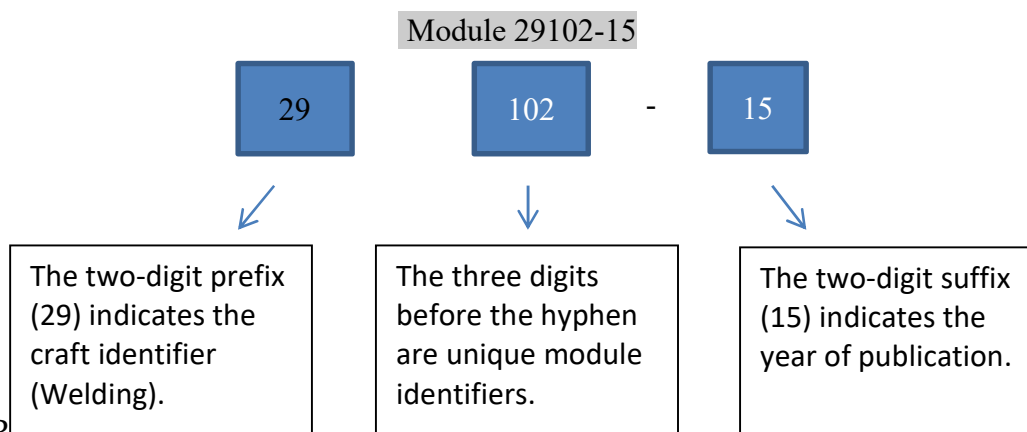 Module 29102-15
29 102 - 15
The two-digit prefix
(29) indicates the
craft identifier
(Welding).
The three digits
before the hyphen
are unique module
identifiers.
The two-digit suffix
(15) indicates the
year of publication.